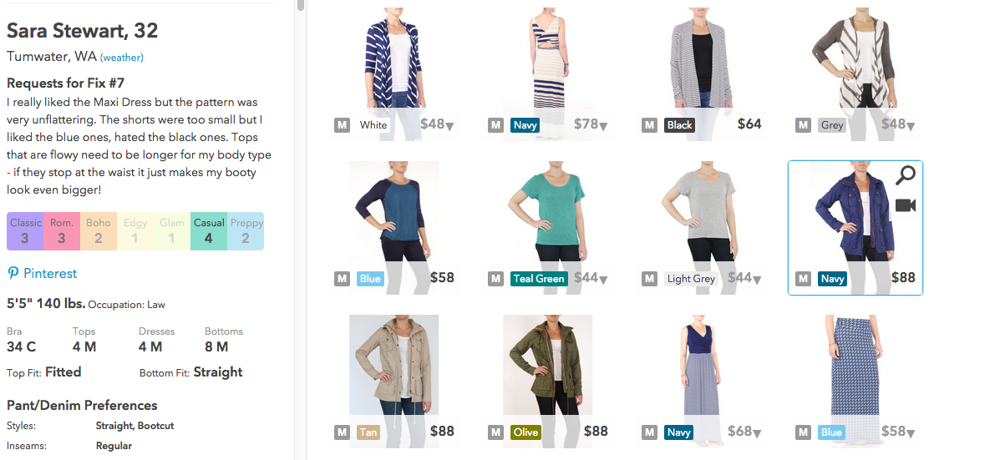 Sara Stewart, 32
Tumwater, WA (weather)
Requests for Fix #7
I really liked the Maxi Dress but the pattern was
very unflattering. The shorts were too small but I
liked the blue ones, hated the black ones. Tops
that are flowy need to be longer for my body type
- if they stop at the waist it just makes my booty
look even bigger!
Classic Rom. Boho Edgy Glam Casual Preppy
3 3 2 1 1 4 2
Pinterest
5'5" 140 lbs. Occupation: Law
Bra Tops Dresses Bottoms
34 C 4 M 4 M 8 M
Top Fit: Fitted Bottom Fit: Straight
Pant/Denim Preferences
Styles: Straight, Bootcut
Inseams: Regular
M White $48▼ M Navy $78▼ M Black $64 M Grey $48▼
M Blue $58 M Teal Green $44▼ M Light Grey $44▼ M Navy $88
M Tan $88 M Olive $88 M Navy $68▼ M Blue $58▼